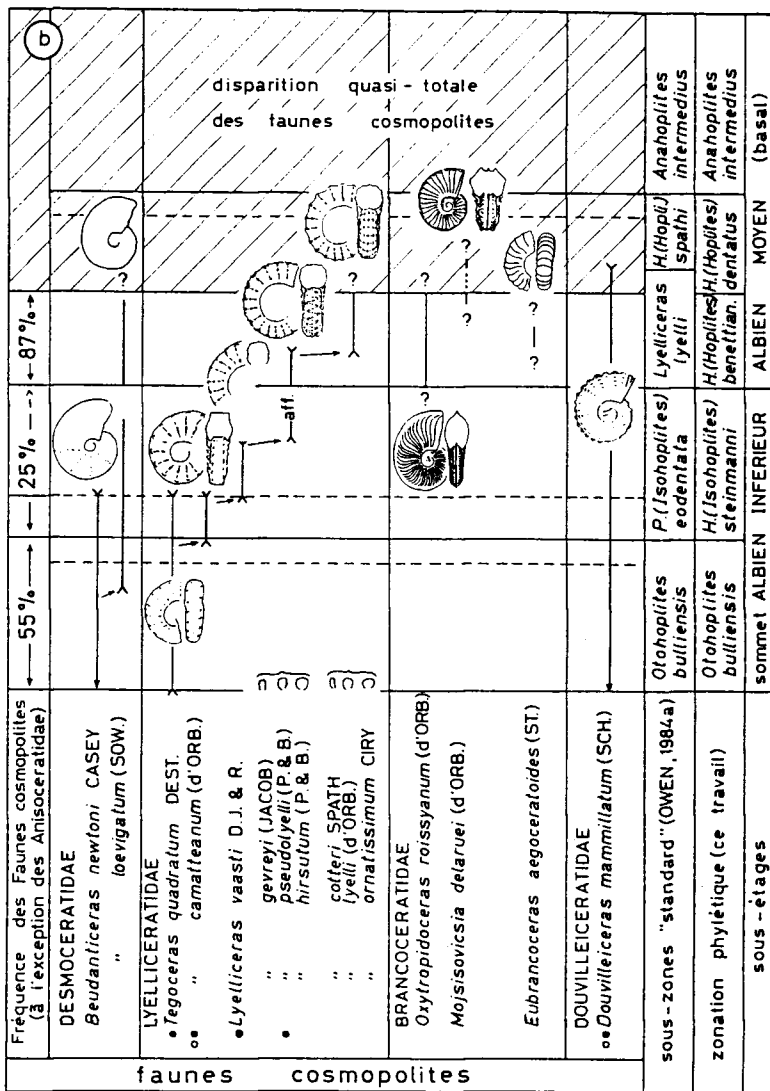 b
Fréquence des Faunes cosmopolites
(à l'exception des Anisoceratidae)
55%
25%
87%
DESMOCERATIDAE
Beudanticeras newtoni CASEY
" loevigatum (SOW.)
?
LYELLICERATIDAE
Tegoceras quadratum DEST.
" camatteanum (d'ORB.)
Lyelliceras vaasti D.J. & R.
" gevreyi (JACOB)
" pseudolyelli (P. & B.)
" hirsutum (P. & B.)
" cotteri SPATH
" lyelli (d'ORB.)
" ornatissimum CIRY
aff.
?
?
disparition quasi-totale
des faunes cosmopolites
BRANCOCERATIDAE
Oxytropidoceras roissyanum (d'ORB.)
Mojsisovicsia delaruei (d'ORB.)
Eubrancoceras aegoceratoides (ST.)
?
?
?
?
?
?
DOUVILLEICERATIDAE
Douvilleiceras mammillatum (SCH.)
sous-zones "standard" (OWEN, 1984a)
Otohoplites bulliensis
P.(Isohoplites) eodentata
Lyelliceras lyelli
H.(Hopli.) spathi
Anahoplites intermedius
zonation phylétique (ce travail)
Otohoplites bulliensis
H.(Isohoplites) steinmanni
H.(Hoplites) benettian.
H.(Hoplites) dentatus
Anahoplites intermedius
sous-étages
sommet ALBIEN INFERIEUR
ALBIEN MOYEN (basal)
faunes cosmopolites